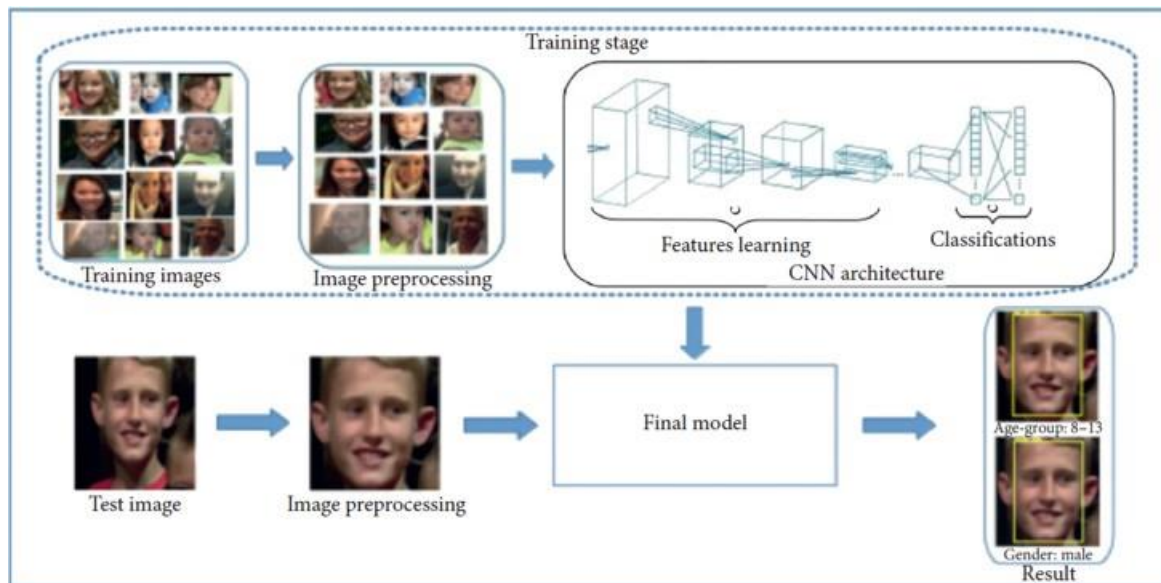 Training stage
Training images
Image preprocessing
Features learning
Classifications
CNN architecture
Test image
Image preprocessing
Final model
Age-group: 8–13
Gender: male
Result